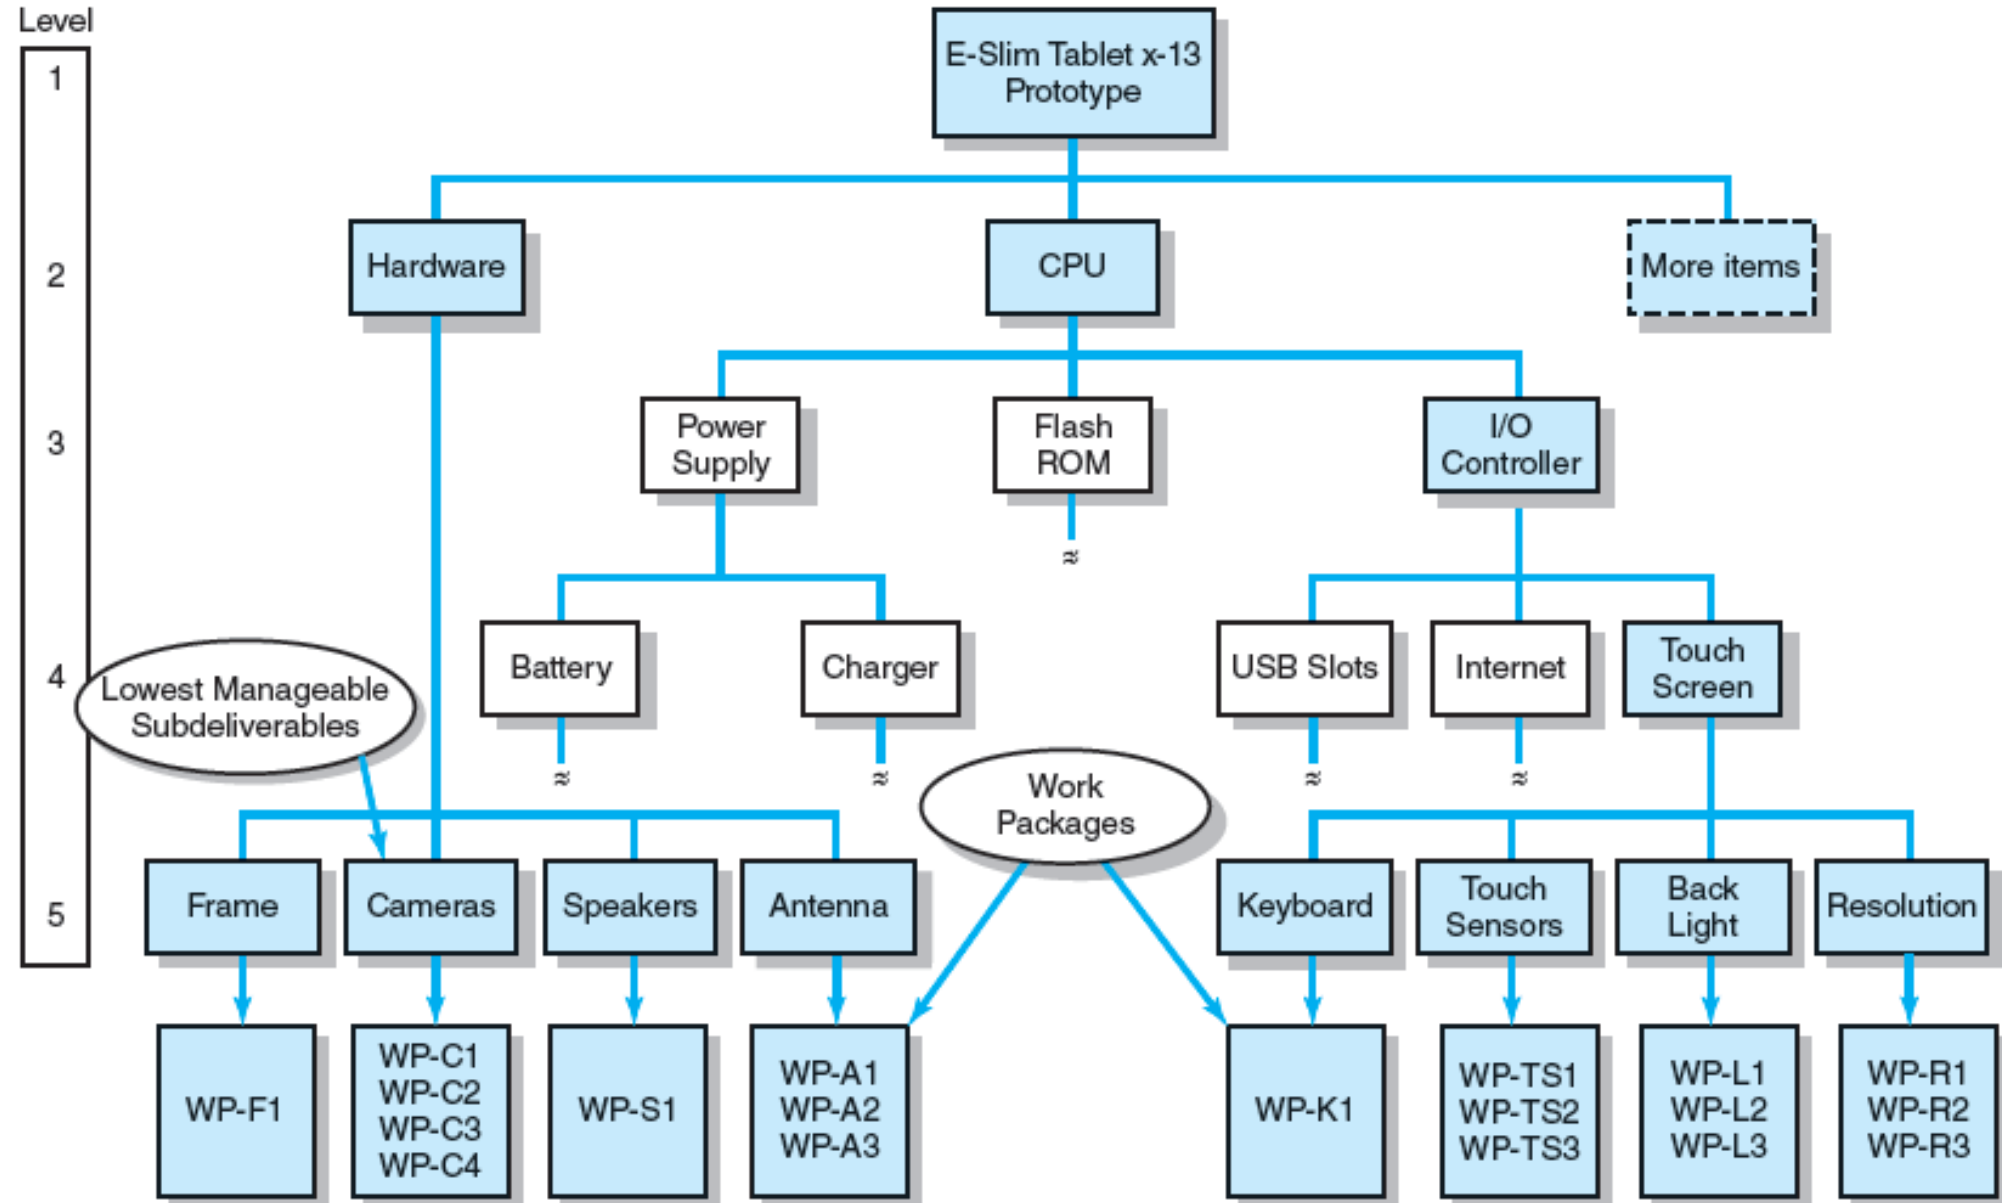 Level
1
E-Slim Tablet x-13
Prototype
2
Hardware
CPU
More items
3
Power
Supply
Flash
ROM
I/O
Controller
≈
4
Lowest Manageable
Subdeliverables
Battery
Charger
USB Slots
Internet
Touch
Screen
≈
≈
≈
≈
Work
Packages
5
Frame
Cameras
Speakers
Antenna
Keyboard
Touch
Sensors
Back
Light
Resolution
WP-F1
WP-C1
WP-C2
WP-C3
WP-C4
WP-S1
WP-A1
WP-A2
WP-A3
WP-K1
WP-TS1
WP-TS2
WP-TS3
WP-L1
WP-L2
WP-L3
WP-R1
WP-R2
WP-R3